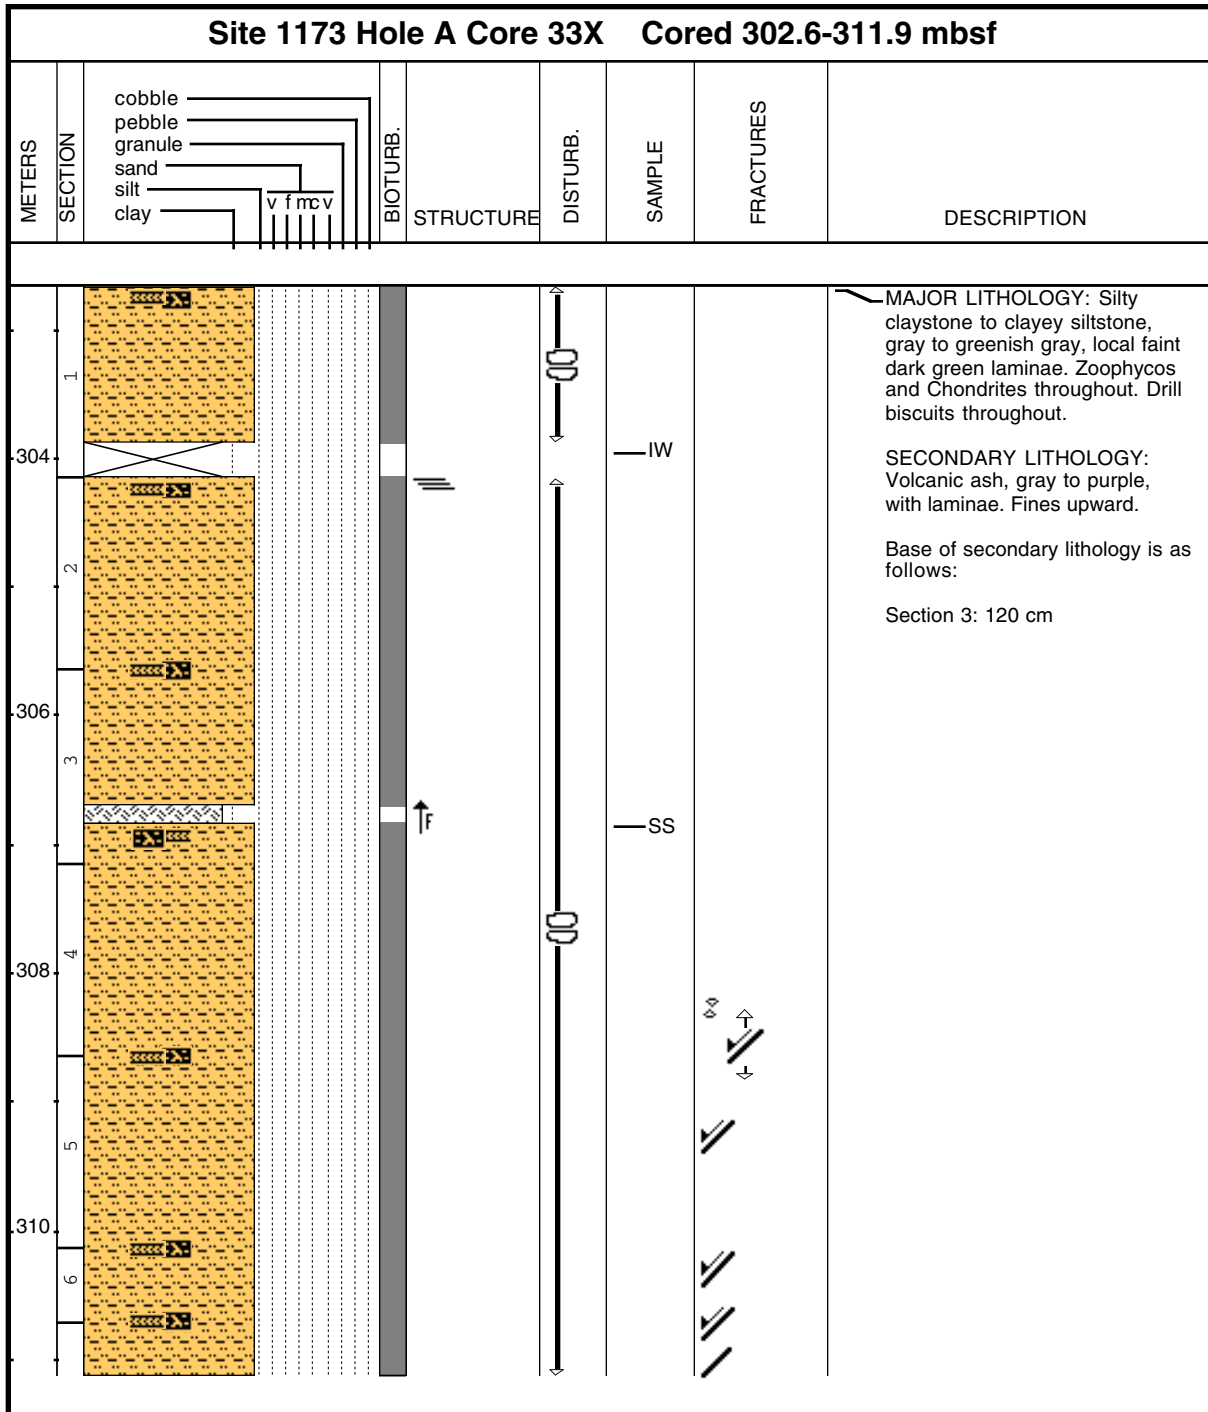 Site 1173 Hole A Core 33X Cored 302.6-311.9 mbsf
METERS
SECTION
cobble
pebble
granule
sand
silt
clay
v f m c v
BIOTURB.
STRUCTURE
DISTURB.
SAMPLE
FRACTURES
DESCRIPTION
MAJOR LITHOLOGY: Silty
claystone to clayey siltstone,
gray to greenish gray, local faint
dark green laminae. Zoophycos
and Chondrites throughout. Drill
biscuits throughout.
SECONDARY LITHOLOGY:
Volcanic ash, gray to purple,
with laminae. Fines upward.
Base of secondary lithology is as
follows:
Section 3: 120 cm
1
304
IW
2
306
3
F
SS
4
308
5
310
6